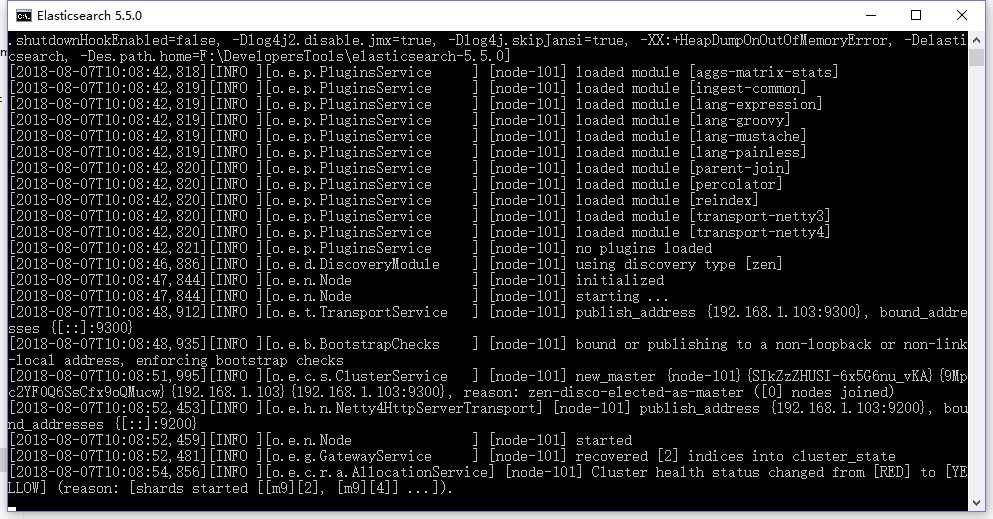 Elasticsearch 5.5.0
.shutdownHookEnabled=false, -Dlog4j2.disable.jmx=true, -Dlog4j.skipJansi=true, -XX:+HeapDumpOnOutOfMemoryError, -Delasti
csearch, -Des.path.home=F:\DevelopersTools\elasticsearch-5.5.0]
[2018-08-07T10:08:42,818][INFO ][o.e.p.PluginsService     ] [node-101] loaded module [aggs-matrix-stats]
[2018-08-07T10:08:42,819][INFO ][o.e.p.PluginsService     ] [node-101] loaded module [ingest-common]
[2018-08-07T10:08:42,819][INFO ][o.e.p.PluginsService     ] [node-101] loaded module [lang-expression]
[2018-08-07T10:08:42,819][INFO ][o.e.p.PluginsService     ] [node-101] loaded module [lang-groovy]
[2018-08-07T10:08:42,819][INFO ][o.e.p.PluginsService     ] [node-101] loaded module [lang-mustache]
[2018-08-07T10:08:42,819][INFO ][o.e.p.PluginsService     ] [node-101] loaded module [lang-painless]
[2018-08-07T10:08:42,820][INFO ][o.e.p.PluginsService     ] [node-101] loaded module [parent-join]
[2018-08-07T10:08:42,820][INFO ][o.e.p.PluginsService     ] [node-101] loaded module [percolator]
[2018-08-07T10:08:42,820][INFO ][o.e.p.PluginsService     ] [node-101] loaded module [reindex]
[2018-08-07T10:08:42,820][INFO ][o.e.p.PluginsService     ] [node-101] loaded module [transport-netty3]
[2018-08-07T10:08:42,820][INFO ][o.e.p.PluginsService     ] [node-101] loaded module [transport-netty4]
[2018-08-07T10:08:42,821][INFO ][o.e.p.PluginsService     ] [node-101] no plugins loaded
[2018-08-07T10:08:46,886][INFO ][o.e.d.DiscoveryModule    ] [node-101] using discovery type [zen]
[2018-08-07T10:08:47,844][INFO ][o.e.n.Node               ] [node-101] initialized
[2018-08-07T10:08:47,844][INFO ][o.e.n.Node               ] [node-101] starting ...
[2018-08-07T10:08:48,912][INFO ][o.e.t.TransportService   ] [node-101] publish_address {192.168.1.103:9300}, bound_addre
sses {[::]:9300}
[2018-08-07T10:08:48,935][INFO ][o.e.b.BootstrapChecks    ] [node-101] bound or publishing to a non-loopback or non-link
-local address, enforcing bootstrap checks
[2018-08-07T10:08:51,995][INFO ][o.e.c.s.ClusterService   ] [node-101] new_master {node-101}{SIkZzZHUSI-6x5G6nu_vKA}{9Mp
c2YF0Q6SsCfx9oQMucw}{192.168.1.103}{192.168.1.103:9300}, reason: zen-disco-elected-as-master ([0] nodes joined)
[2018-08-07T10:08:52,453][INFO ][o.e.h.n.Netty4HttpServerTransport] [node-101] publish_address {192.168.1.103:9200}, bou
nd_addresses {[::]:9200}
[2018-08-07T10:08:52,459][INFO ][o.e.n.Node               ] [node-101] started
[2018-08-07T10:08:52,481][INFO ][o.e.g.GatewayService     ] [node-101] recovered [2] indices into cluster_state
[2018-08-07T10:08:54,856][INFO ][o.e.c.r.a.AllocationService] [node-101] Cluster health status changed from [RED] to [YE
LLOW] (reason: [shards started [[m9][2], [m9][4]] ...]).